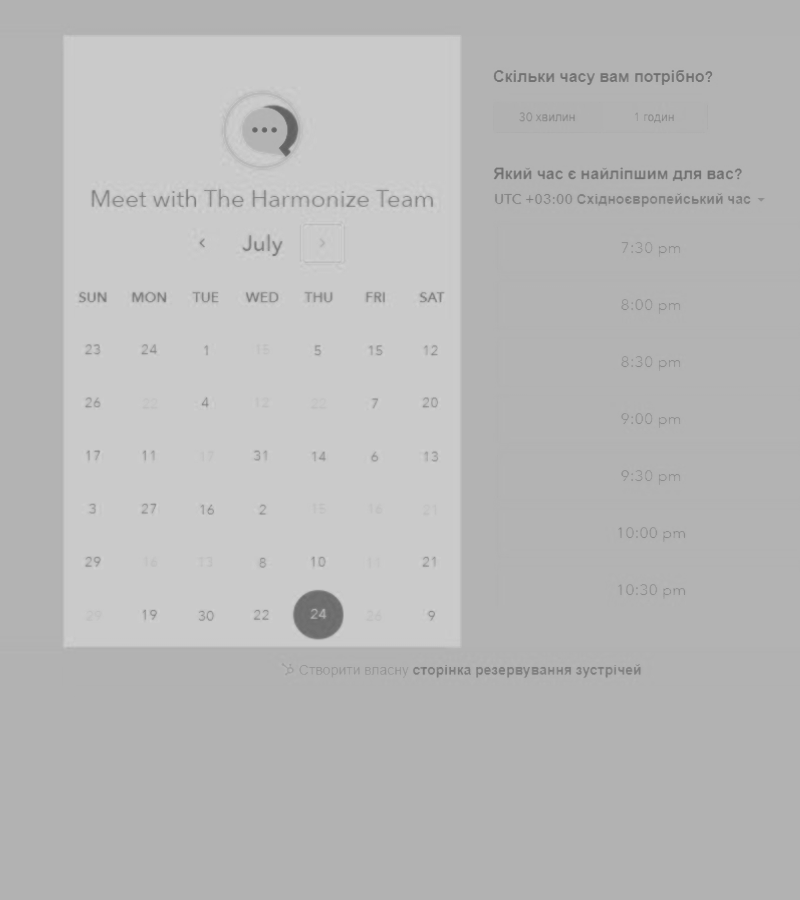 Meet with The Harmonize Team
July
SUN MON TUE WED THU FRI SAT
23 24 1 15 5 15 12
26 22 4 12 22 7 20
17 11 17 31 14 6 13
3 27 16 2 15 16 21
29 16 13 8 10 11 21
29 19 30 22 24 26 9
Скільки часу вам потрібно?
30 хвилин 1 годин
Який час є найліпшим для вас?
UTC +03:00 Східноєвропейський час
7:30 pm
8:00 pm
8:30 pm
9:00 pm
9:30 pm
10:00 pm
10:30 pm
Створити власну сторінка резервування зустрічей